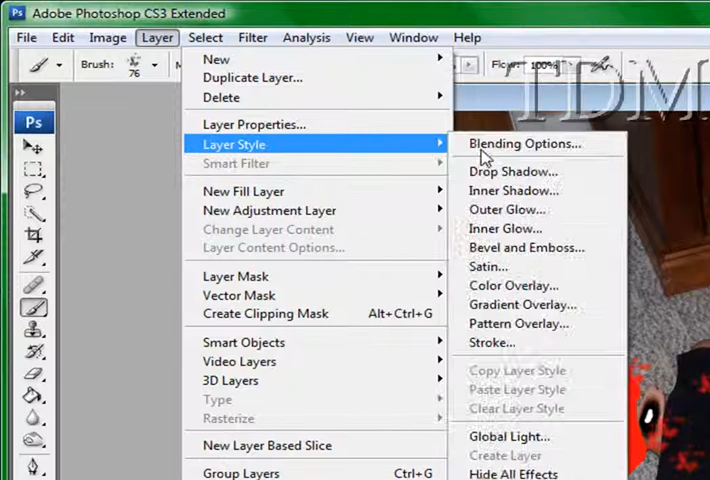 Adobe Photoshop CS3 Extended
File Edit Image Layer Select Filter Analysis View Window Help
Brush: 76 M Flow: 100%
TDM
Ps
Ps
New
Duplicate Layer...
Delete
Layer Properties...
Layer Style
Smart Filter
New Fill Layer
New Adjustment Layer
Change Layer Content
Layer Content Options...
Layer Mask
Vector Mask
Create Clipping Mask Alt+Ctrl+G
Smart Objects
Video Layers
3D Layers
Type
Rasterize
New Layer Based Slice
Group Layers Ctrl+G
Blending Options...
Drop Shadow...
Inner Shadow...
Outer Glow...
Inner Glow...
Bevel and Emboss...
Satin...
Color Overlay...
Gradient Overlay...
Pattern Overlay...
Stroke...
Copy Layer Style
Paste Layer Style
Clear Layer Style
Global Light...
Create Layer
Hide All Effects